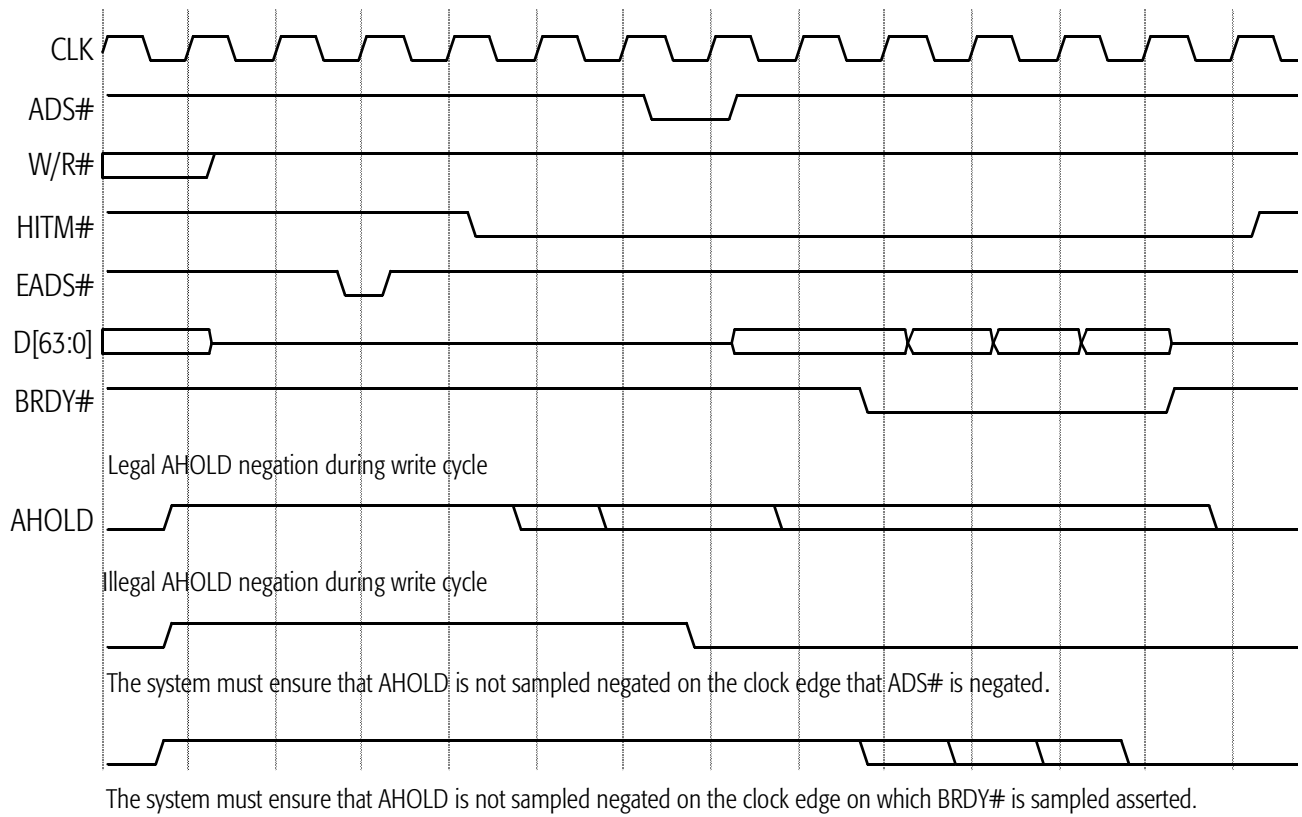 CLK
ADS#
W/R#
HITM#
EADS#
D[63:0]
BRDY#
Legal AHOLD negation during write cycle
AHOLD
Illegal AHOLD negation during write cycle
The system must ensure that AHOLD is not sampled negated on the clock edge that ADS# is negated.
The system must ensure that AHOLD is not sampled negated on the clock edge on which BRDY# is sampled asserted.